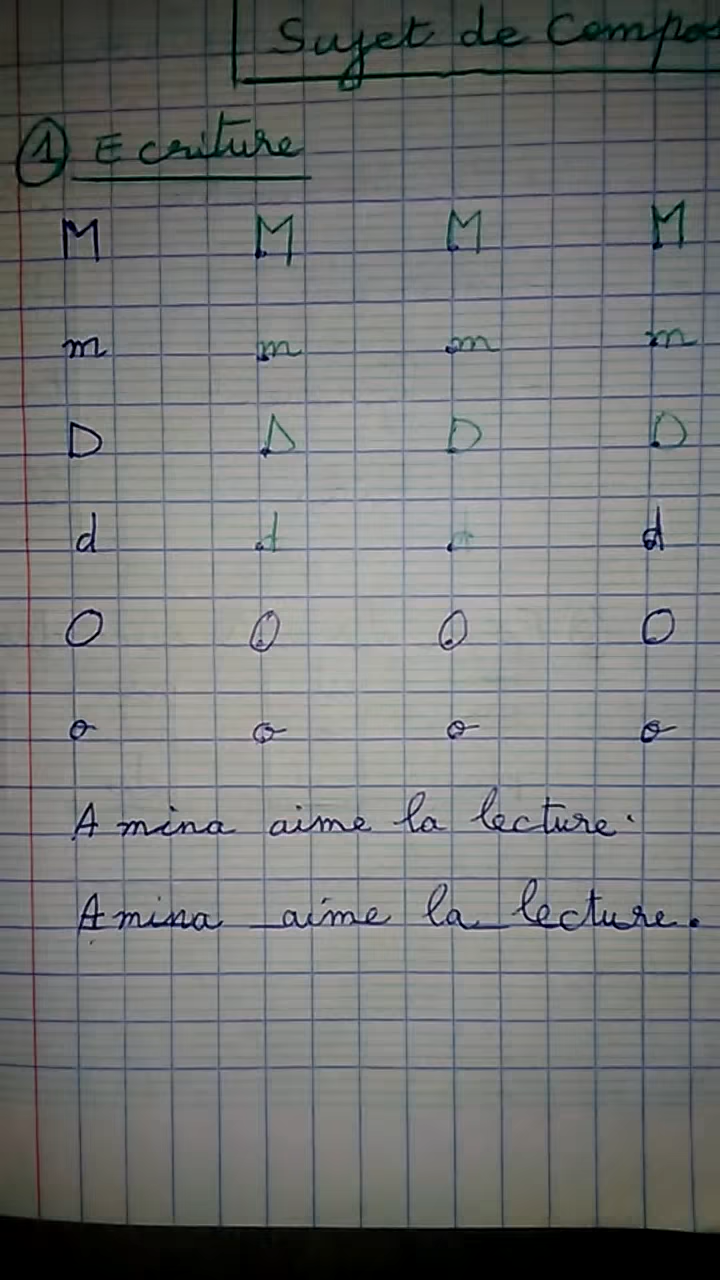 Sujet de
1 Ecriture
M M M M
m m m m
D D D D
d d d
O O O O
o o o o
Amina aime la lecture.
Amina aime la lecture.